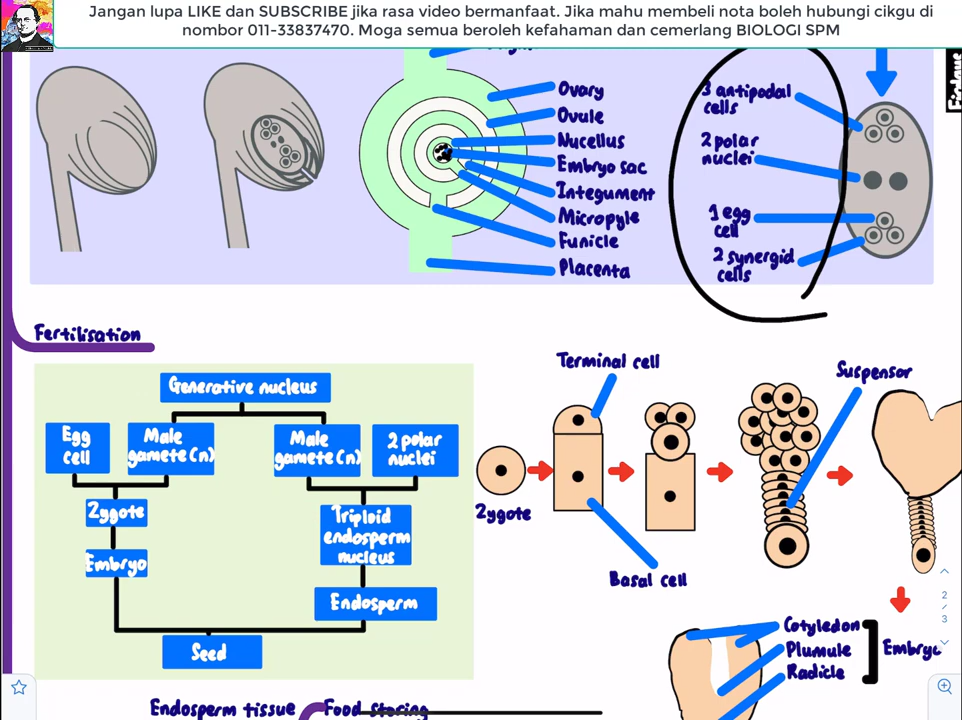 Jangan lupa LIKE dan SUBSCRIBE jika rasa video bermanfaat. Jika mahu membeli nota boleh hubungi cikgu di
nombor 011-33837470. Moga semua beroleh kefahaman dan cemerlang BIOLOGI SPM
Ovary
Ovule
Nucellus
Embryo sac
Integument
Micropyle
Funicle
Placenta
3 antipodal
cells
2 polar
nuclei
1 egg
cell
2 synergid
cells
Fertilisation
Generative nucleus
Egg
cell
Male
gamete (n)
Male
gamete (n)
2 polar
nuclei
Zygote
Embryo
Triploid
endosperm
nucleus
Endosperm
Seed
Zygote
Terminal cell
Basal cell
Suspensor
Cotyledon
Plumule
Radicle
Embryo
2
/
3
Endosperm tissue
Food storing